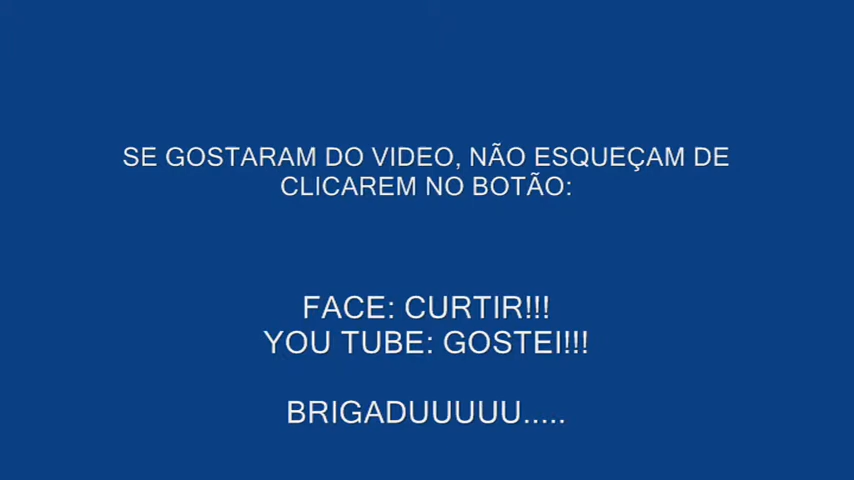 SE GOSTARAM DO VIDEO, NÃO ESQUEÇAM DE
CLICAREM NO BOTÃO:
FACE: CURTIR!!!
YOU TUBE: GOSTEI!!!
BRIGADUUUUU.....